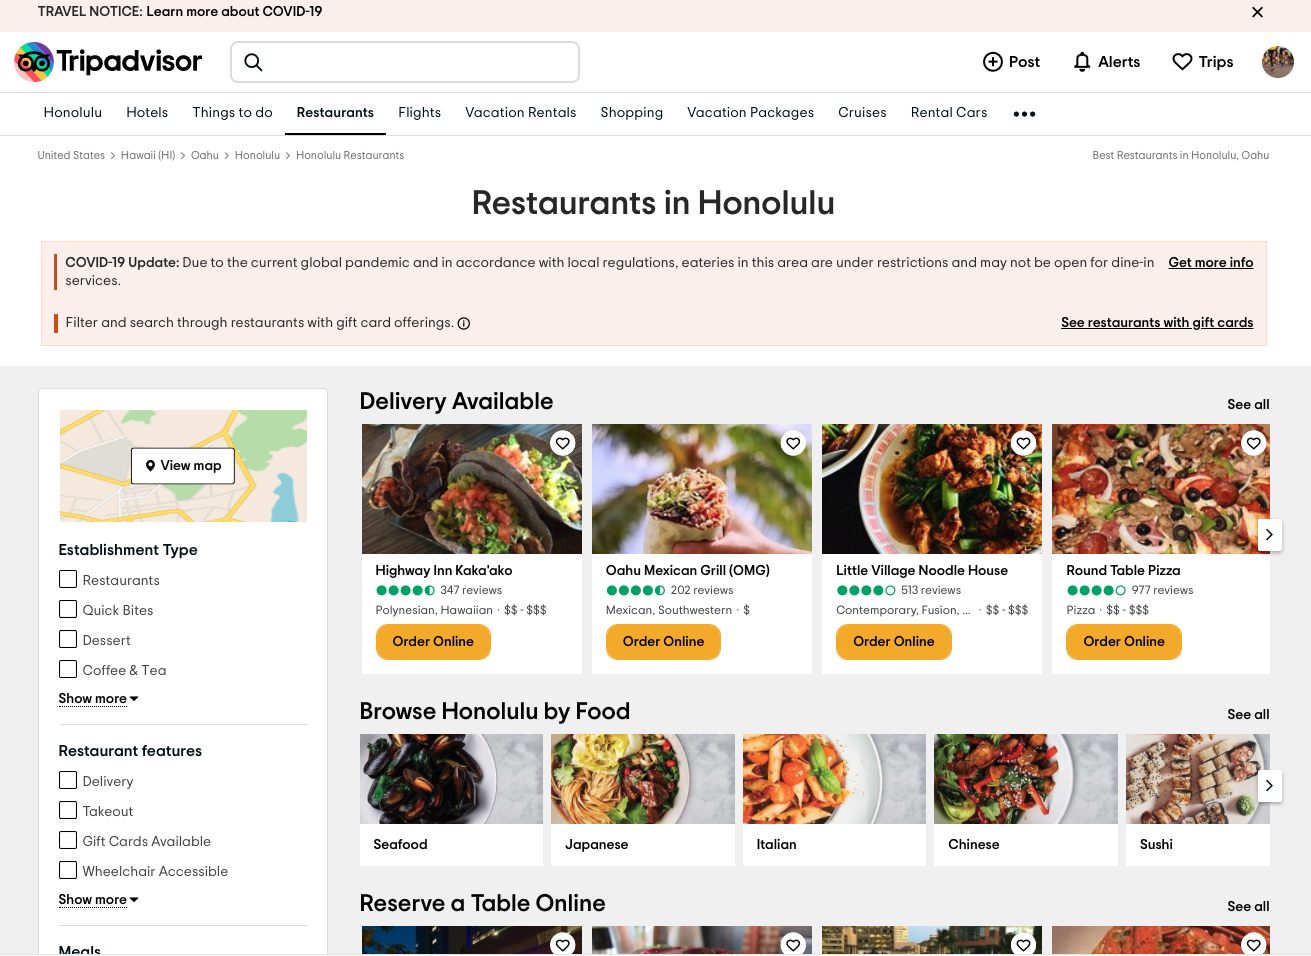 TRAVEL NOTICE: Learn more about COVID-19
Tripadvisor
Post
Alerts
Trips
Honolulu
Hotels
Things to do
Restaurants
Flights
Vacation Rentals
Shopping
Vacation Packages
Cruises
Rental Cars
United States > Hawaii (HI) > Oahu > Honolulu > Honolulu Restaurants
Best Restaurants in Honolulu, Oahu
Restaurants in Honolulu
COVID-19 Update: Due to the current global pandemic and in accordance with local regulations, eateries in this area are under restrictions and may not be open for dine-in
services.
Get more info
Filter and search through restaurants with gift card offerings.
See restaurants with gift cards
View map
Establishment Type
Restaurants
Quick Bites
Dessert
Coffee & Tea
Show more
Restaurant features
Delivery
Takeout
Gift Cards Available
Wheelchair Accessible
Show more
Meals
Delivery Available
See all
Highway Inn Kaka'ako
347 reviews
Polynesian, Hawaiian · $$ - $$$
Order Online
Oahu Mexican Grill (OMG)
202 reviews
Mexican, Southwestern · $
Order Online
Little Village Noodle House
513 reviews
Contemporary, Fusion, ... · $$ - $$$
Order Online
Round Table Pizza
977 reviews
Pizza · $$ - $$$
Order Online
Browse Honolulu by Food
See all
Seafood
Japanese
Italian
Chinese
Sushi
Reserve a Table Online
See all